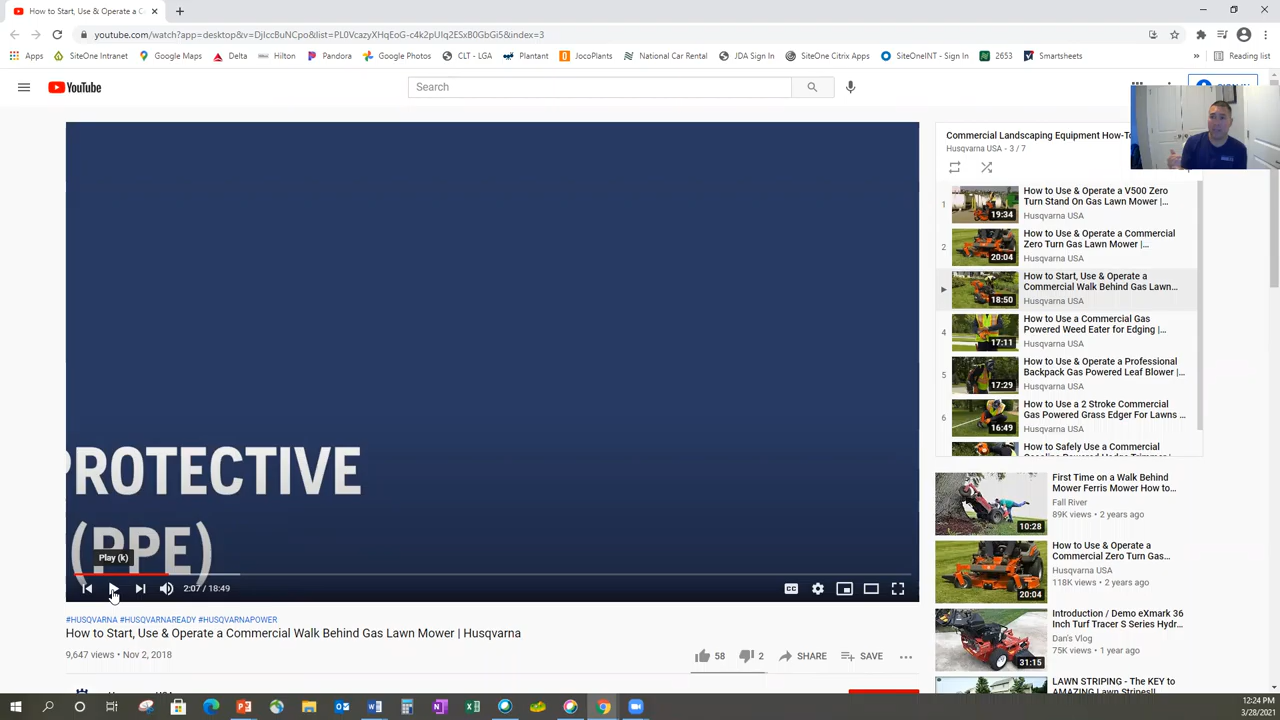 How to Start, Use & Operate a C
youtube.com/watch?app=desktop&v=DjIccBuNCpo&list=PL0VcazyXHqEoG-c4k2pUIq2ESxB0GbGi5&index=3
Apps SiteOne Intranet Google Maps Delta Hilton Pandora Google Photos CLT - LGA Plantant JocoPlants National Car Rental JDA Sign In SiteOne Citrix Apps SiteOneINT - Sign In 2653 Smartsheets » Reading list
YouTube
Search
PROTECTIVE
(PPE)
Play (k)
2:07 / 18:49
CC
#HUSQVARNA #HUSQVARNAREADY #HUSQVARNAPOWER
How to Start, Use & Operate a Commercial Walk Behind Gas Lawn Mower | Husqvarna
9,647 views • Nov 2, 2018
58 2 SHARE SAVE
Commercial Landscaping Equipment How-To
Husqvarna USA - 3 / 7
1
19:34
How to Use & Operate a V500 Zero
Turn Stand On Gas Lawn Mower |…
Husqvarna USA
2
20:04
How to Use & Operate a Commercial
Zero Turn Gas Lawn Mower |…
Husqvarna USA
18:50
How to Start, Use & Operate a
Commercial Walk Behind Gas Lawn…
Husqvarna USA
4
17:11
How to Use a Commercial Gas
Powered Weed Eater for Edging |…
Husqvarna USA
5
17:29
How to Use & Operate a Professional
Backpack Gas Powered Leaf Blower |…
Husqvarna USA
6
16:49
How to Use a 2 Stroke Commercial
Gas Powered Grass Edger For Lawns …
Husqvarna USA
How to Safely Use a Commercial
10:28
First Time on a Walk Behind
Mower Ferris Mower How to…
Fall River
89K views • 2 years ago
20:04
How to Use & Operate a
Commercial Zero Turn Gas…
Husqvarna USA
118K views • 2 years ago
31:15
Introduction / Demo eXmark 36
Inch Turf Tracer S Series Hydr…
Dan's Vlog
75K views • 1 year ago
LAWN STRIPING - The KEY to
AMAZING Lawn Stripes!!
12:24 PM
3/28/2021